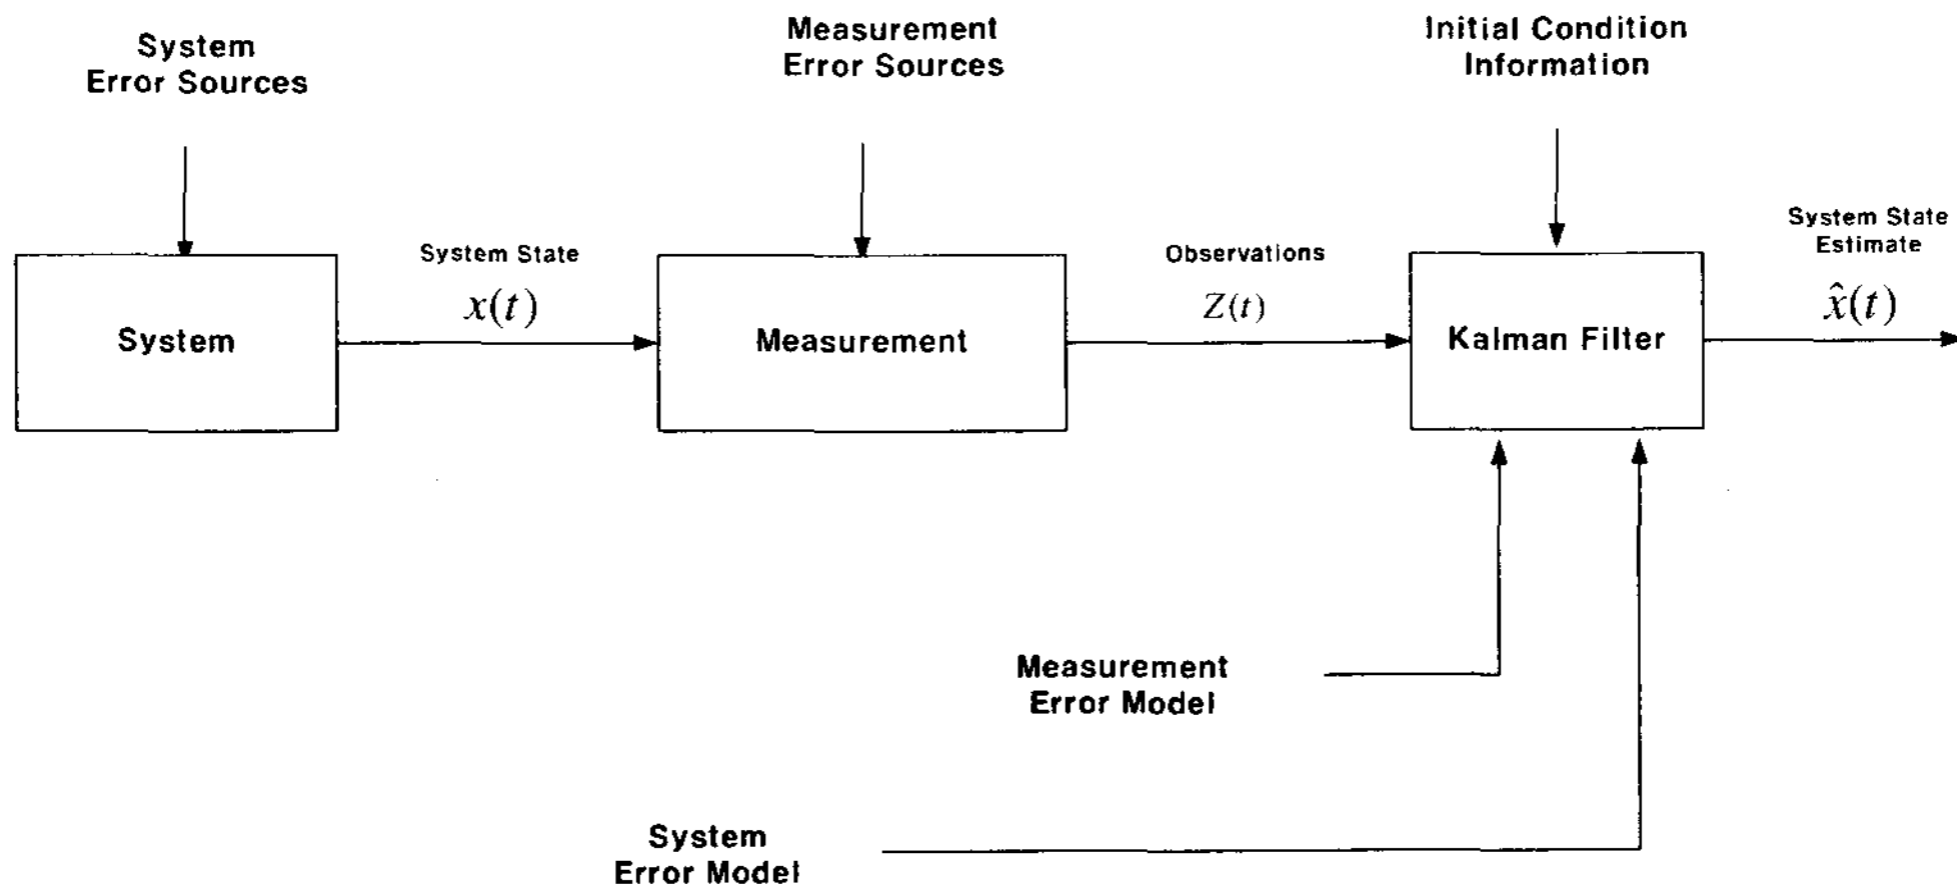 System
Error Sources
Measurement
Error Sources
Initial Condition
Information
System State
x(t)
Observations
Z(t)
System State
Estimate
x̂(t)
System
Measurement
Kalman Filter
Measurement
Error Model
System
Error Model